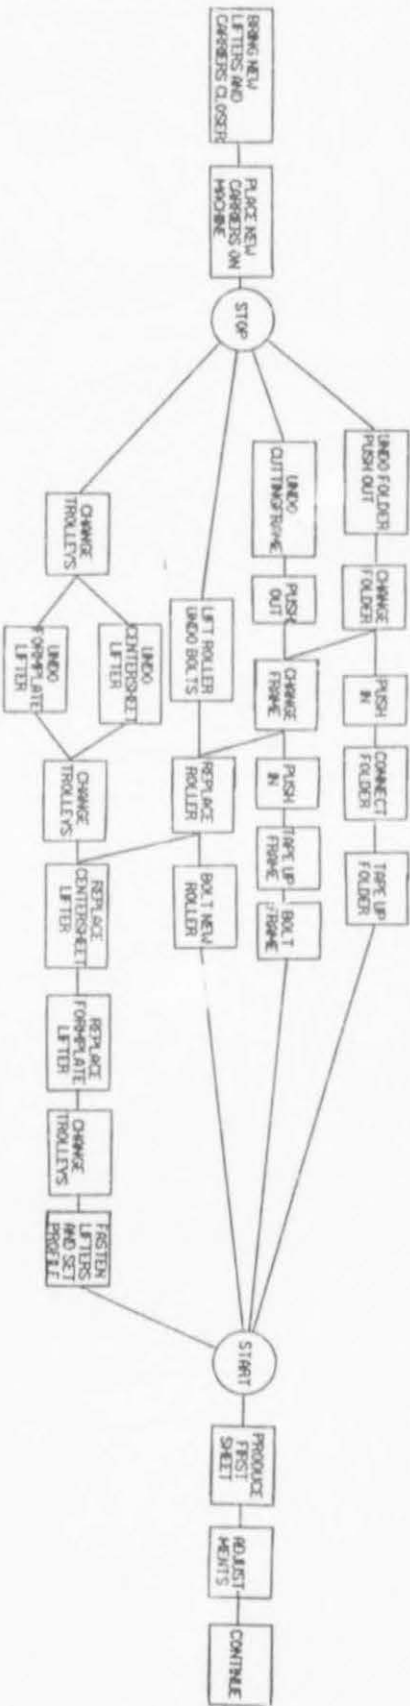 BRING NEW
LIFTERS AND
CARRIERS CLOSER
PLACE NEW
CARRIERS ON
MACHINE
STOP
UNDO FOLDER
PUSH OUT
CHANGE
FOLDER
PUSH
IN
CONNECT
FOLDER
TAPE UP
FOLDER
UNDO
CUTTINGFRAME
PUSH
OUT
CHANGE
FRAME
PUSH
IN
TAPE UP
FRAME
BOLT
FRAME
LIFT ROLLER
UNDO BOLTS
REPLACE
ROLLER
BOLT NEW
ROLLER
CHANGE
TROLLEYS
UNDO
CENTERSHEET
LIFTER
UNDO
FORMPLATE
LIFTER
CHANGE
TROLLEYS
REPLACE
CENTERSHEET
LIFTER
REPLACE
FORMPLATE
LIFTER
CHANGE
TROLLEYS
FASTEN
LIFTERS
AND SET
PROFILE
START
PRODUCE
FIRST
SHEET
ADJUST-
MENTS
CONTINUE